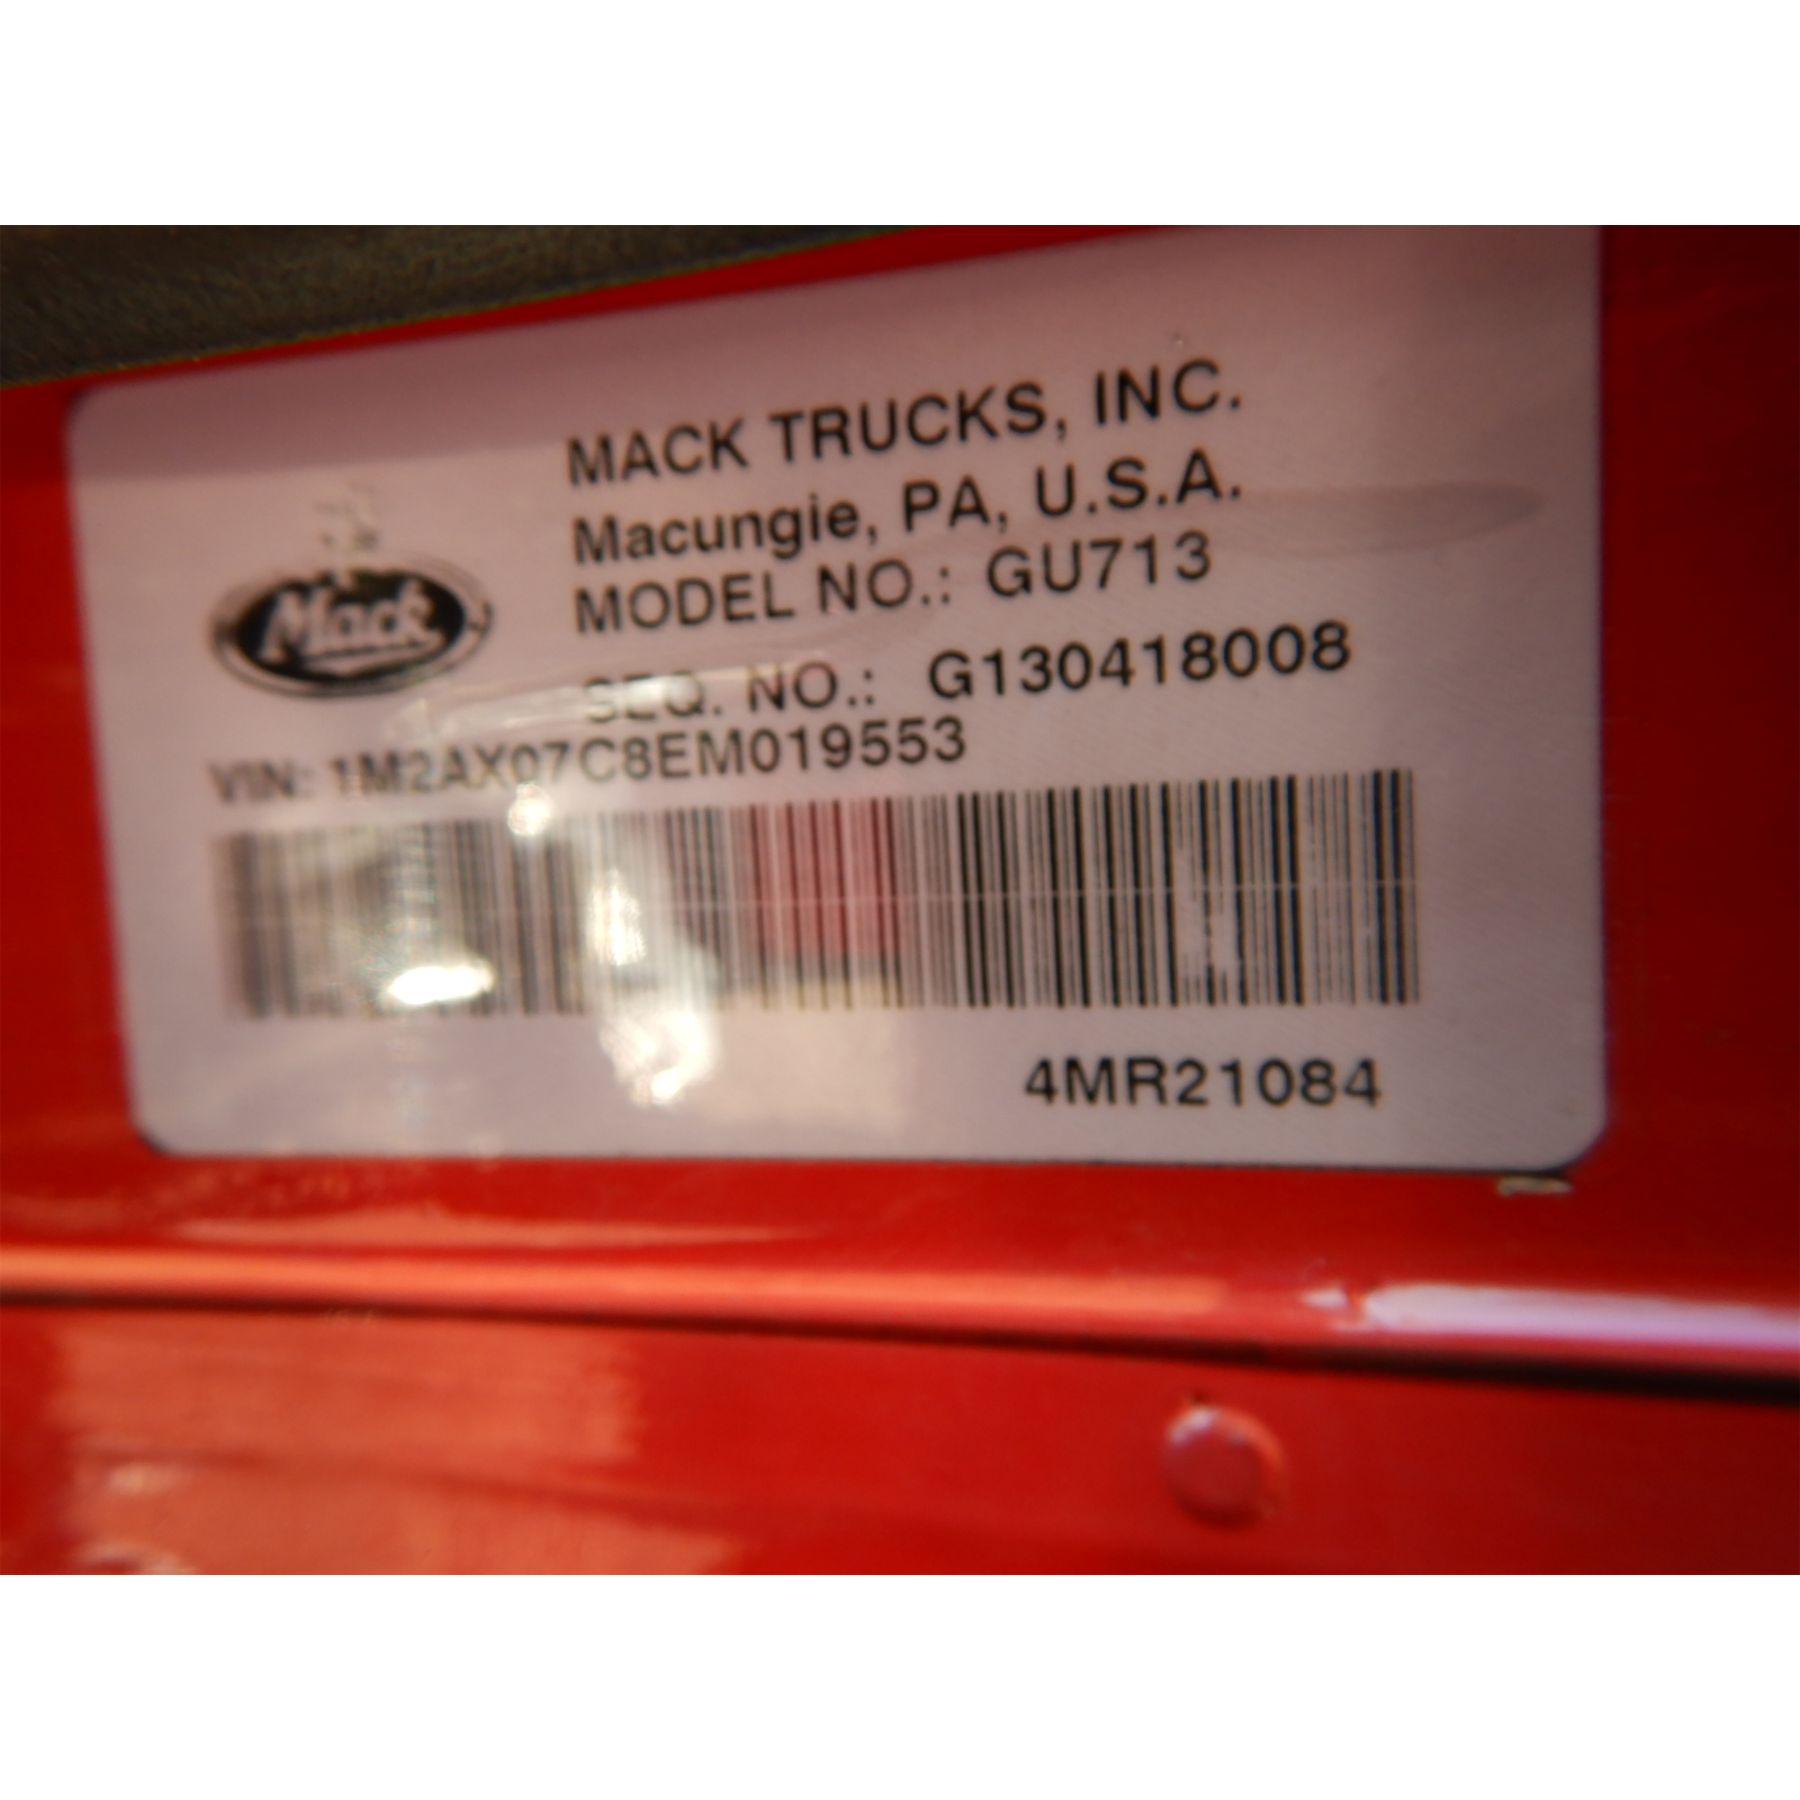 MACK TRUCKS, INC.
Macungie, PA, U.S.A.
MODEL NO.: GU713
Mack
SEQ. NO.: G130418008
VIN: 1M2AX07C8EM019553
4MR21084